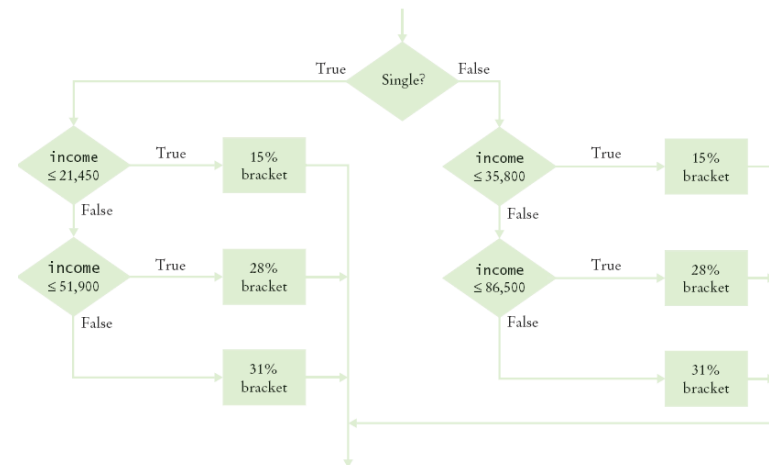 Single?
True
False
income
≤ 21,450
True
15%
bracket
False
income
≤ 51,900
True
28%
bracket
False
31%
bracket
income
≤ 35,800
True
15%
bracket
False
income
≤ 86,500
True
28%
bracket
False
31%
bracket